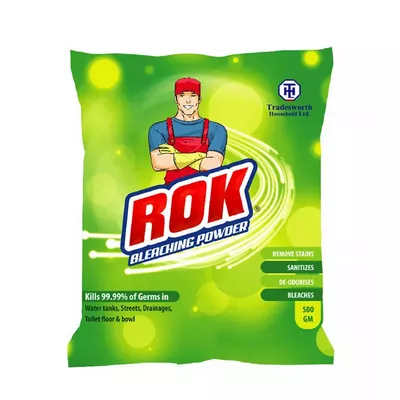 TH
Tradesworth
Household Ltd.
ROK®
BLEACHING POWDER
REMOVE STAINS
SANITIZES
DE-ODORISES
BLEACHES
Kills 99.99% of Germs in
Water tanks, Streets, Drainages,
Toilet floor & bowl
500
GM